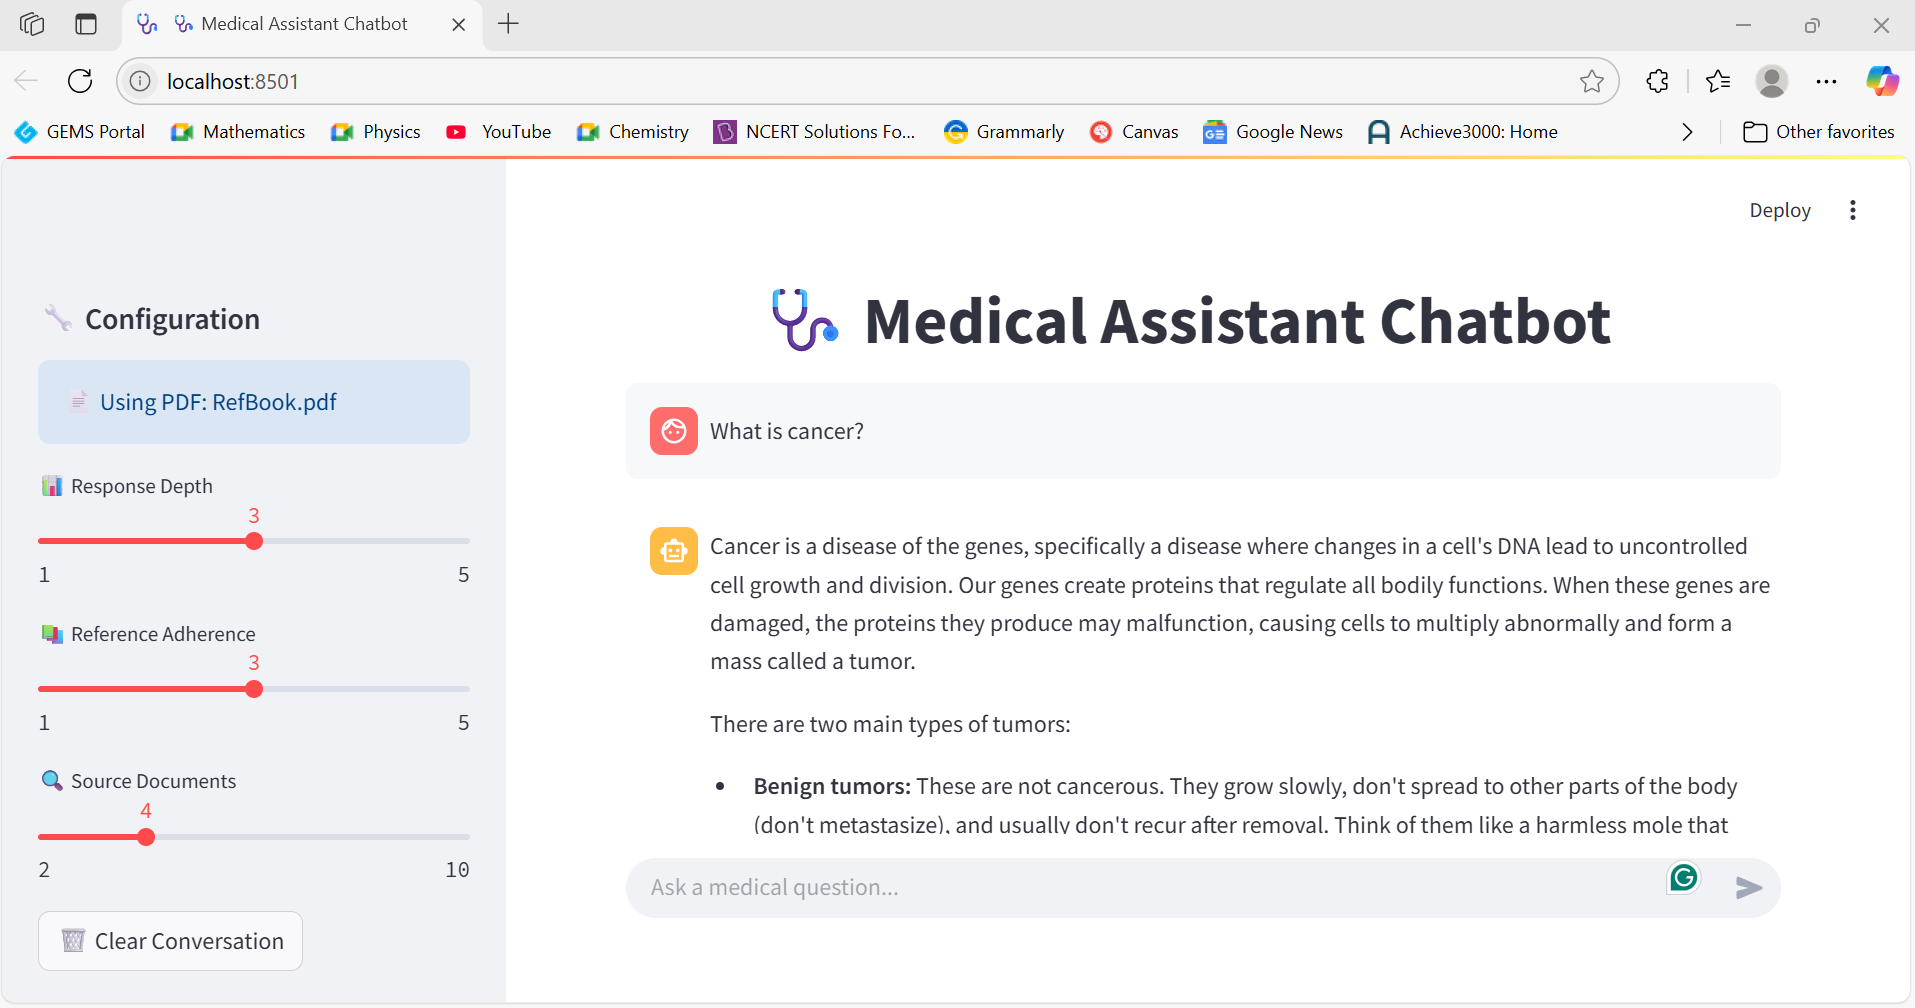 Medical Assistant Chatbot
localhost:8501
GEMS Portal
Mathematics
Physics
YouTube
Chemistry
NCERT Solutions Fo...
Grammarly
Canvas
Google News
Achieve3000: Home
Other favorites
Deploy
Configuration
Using PDF: RefBook.pdf
Response Depth
3
1 5
Reference Adherence
3
1 5
Source Documents
4
2 10
Clear Conversation
Medical Assistant Chatbot
What is cancer?
Cancer is a disease of the genes, specifically a disease where changes in a cell's DNA lead to uncontrolled
cell growth and division. Our genes create proteins that regulate all bodily functions. When these genes are
damaged, the proteins they produce may malfunction, causing cells to multiply abnormally and form a
mass called a tumor.
There are two main types of tumors:
• Benign tumors: These are not cancerous. They grow slowly, don't spread to other parts of the body
(don't metastasize), and usually don't recur after removal. Think of them like a harmless mole that
Ask a medical question...